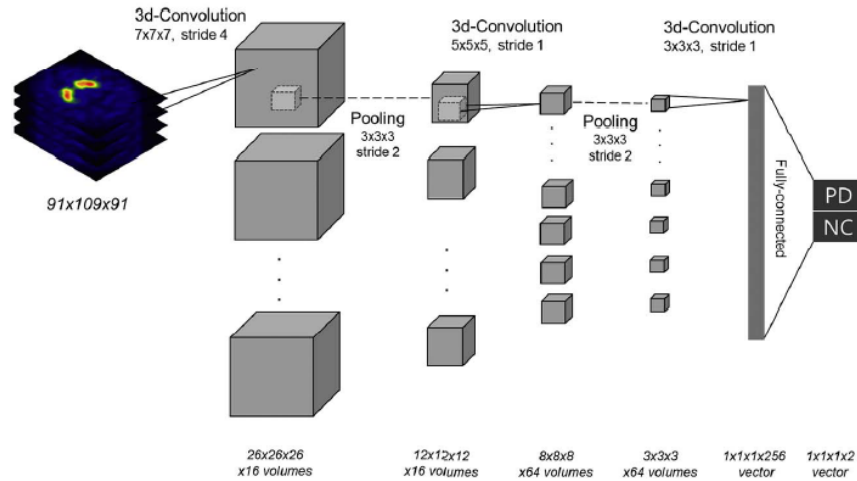 3d-Convolution
7x7x7, stride 4
3d-Convolution
5x5x5, stride 1
3d-Convolution
3x3x3, stride 1
Pooling
3x3x3
stride 2
Pooling
3x3x3
stride 2
Fully-connected
PD
NC
91x109x91
26x26x26
x16 volumes
12x12x12
x16 volumes
8x8x8
x64 volumes
3x3x3
x64 volumes
1x1x1x256
vector
1x1x1x2
vector